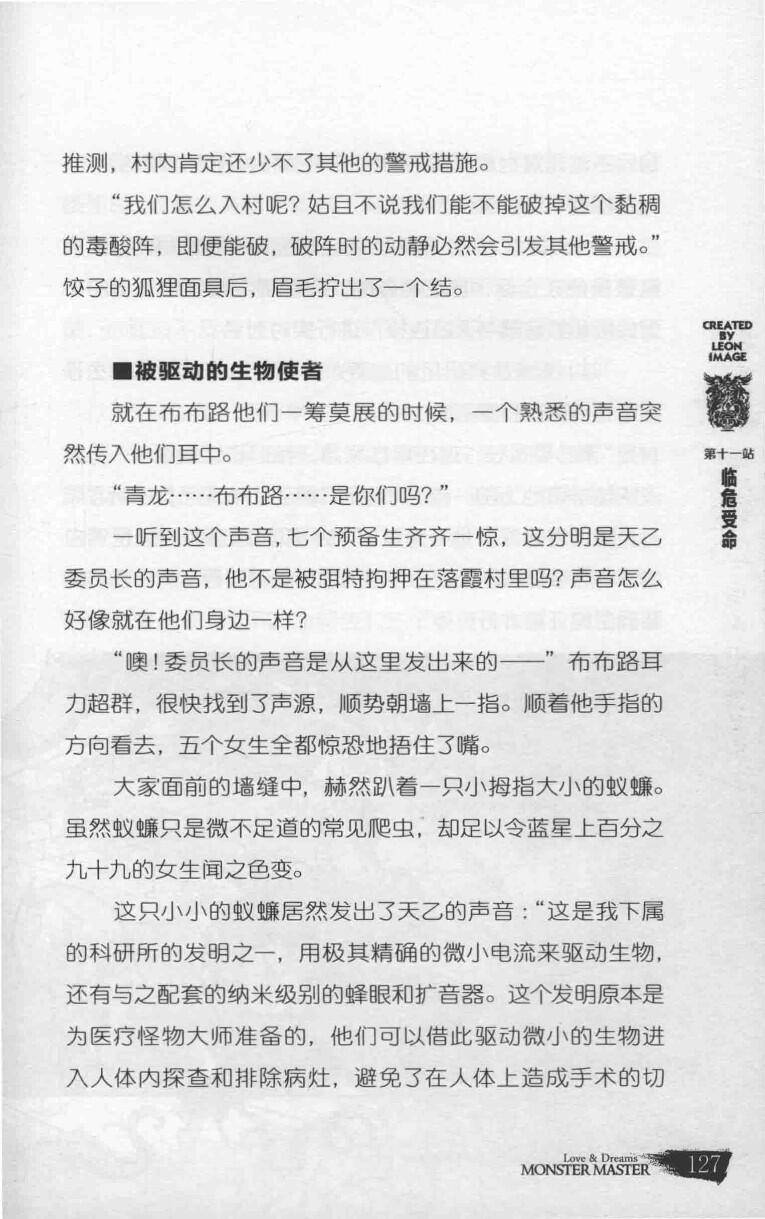 推测，村内肯定还少不了其他的警戒措施。
“我们怎么入村呢？姑且不说我们能不能破掉这个黏稠
的毒酸阵，即便能破，破阵时的动静必然会引发其他警戒。”
饺子的狐狸面具后，眉毛拧出了一个结。
■被驱动的生物使者
就在布布路他们一筹莫展的时候，一个熟悉的声音突
然传入他们耳中。
“青龙……布布路……是你们吗？”
一听到这个声音，七个预备生齐齐一惊，这分明是天乙
委员长的声音，他不是被弭特拘押在落霞村里吗？声音怎么
好像就在他们身边一样？
“噢！委员长的声音是从这里发出来的——”布布路耳
力超群，很快找到了声源，顺势朝墙上一指。顺着他手指的
方向看去，五个女生全都惊恐地捂住了嘴。
大家面前的墙缝中，赫然趴着一只小拇指大小的蚁蠊。
虽然蚁蠊只是微不足道的常见爬虫，却足以令蓝星上百分之
九十九的女生闻之色变。
这只小小的蚁蠊居然发出了天乙的声音：“这是我下属
的科研所的发明之一，用极其精确的微小电流来驱动生物，
还有与之配套的纳米级别的蜂眼和扩音器。这个发明原本是
为医疗怪物大师准备的，他们可以借此驱动微小的生物进
入人体内探查和排除病灶，避免了在人体上造成手术的切
CREATED
BY
LEON
IMAGE
第十一站
临危受命
Love & Dreams
MONSTER MASTER 127